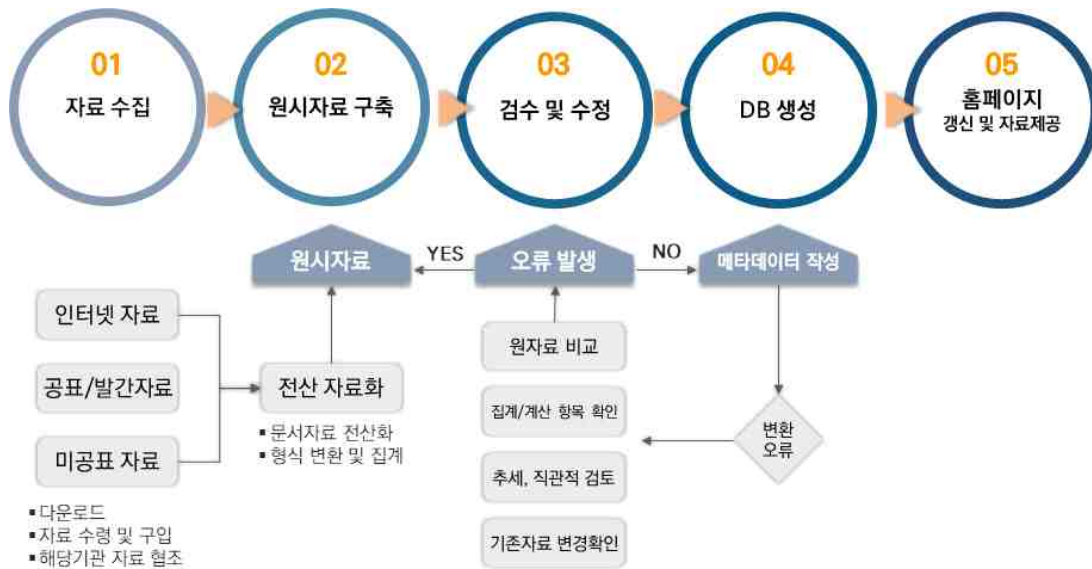 01
자료 수집
02
원시자료 구축
03
검수 및 수정
04
DB 생성
05
홈페이지
갱신 및 자료제공
원시자료
YES
오류 발생
NO
메타데이터 작성
인터넷 자료
공표/발간자료
미공표 자료
▪ 다운로드
▪ 자료 수령 및 구입
▪ 해당기관 자료 협조
전산 자료화
▪ 문서자료 전산화
▪ 형식 변환 및 집계
원자료 비교
집계/계산 항목 확인
추세, 직관적 검토
기존자료 변경확인
변환
오류